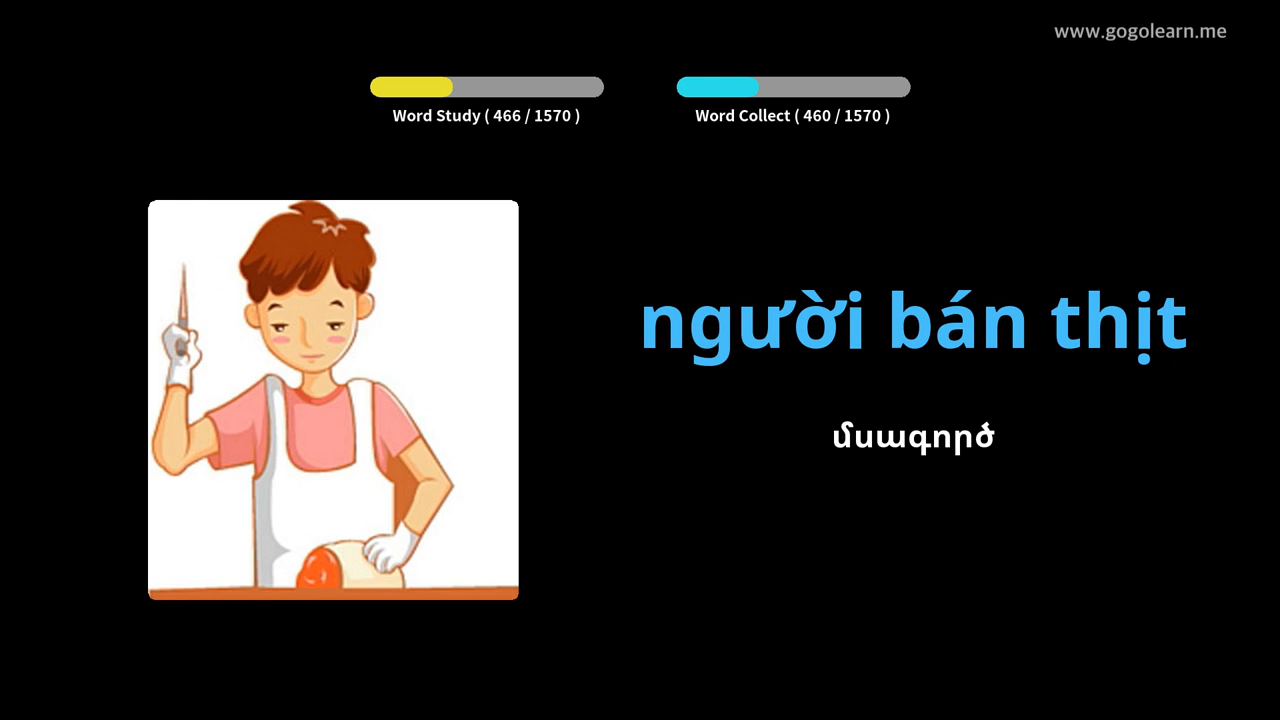 www.gogolearn.me
Word Study ( 466 / 1570 )
Word Collect ( 460 / 1570 )
người bán thịt
մսագործ